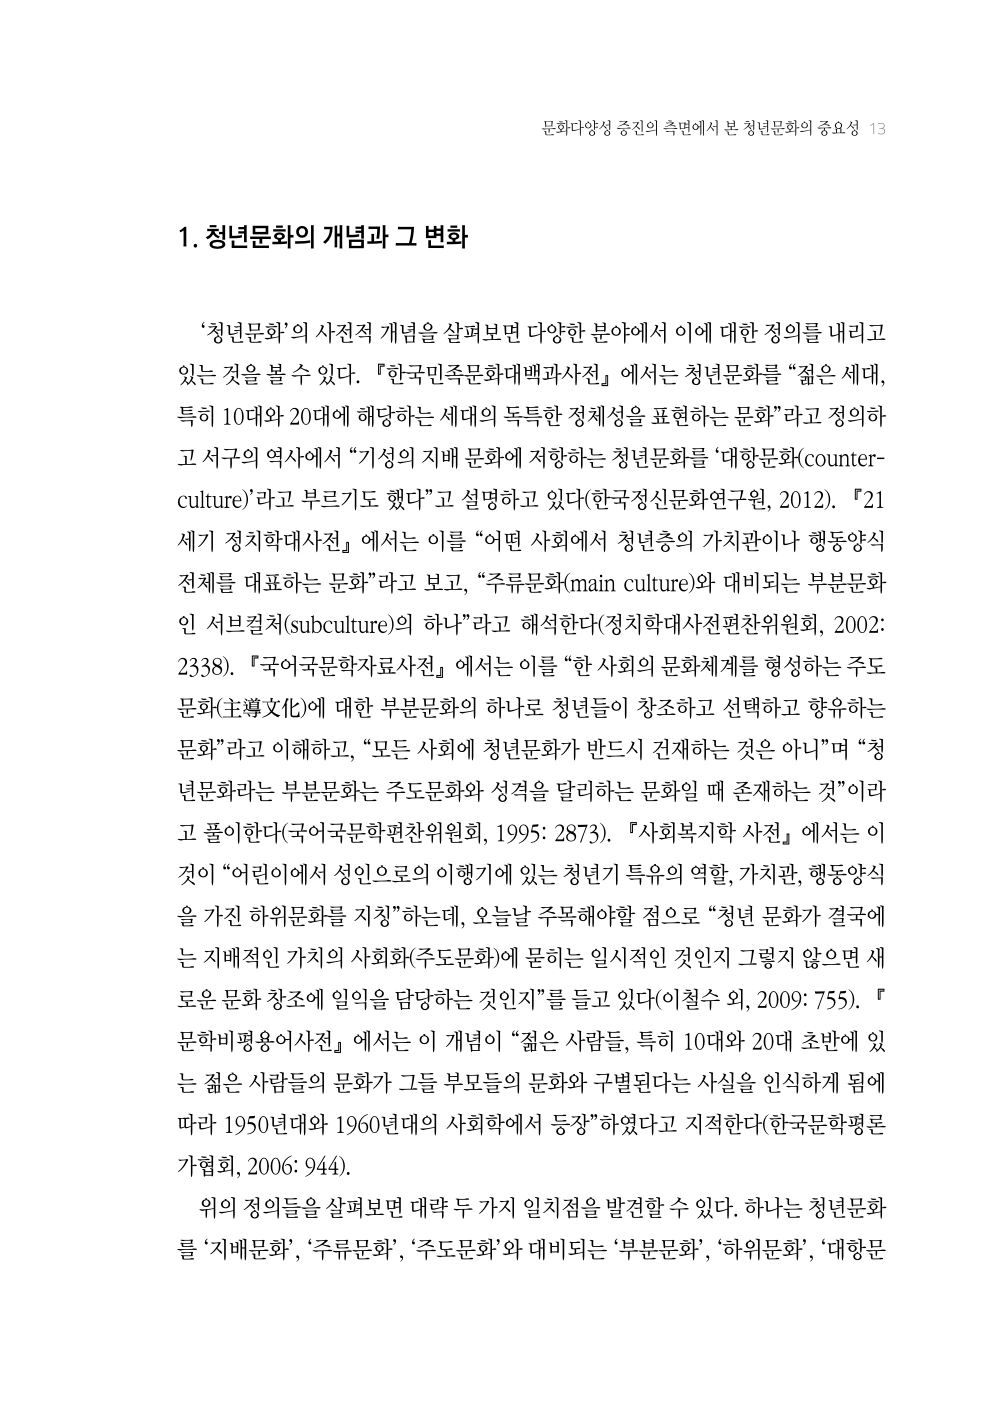 문화다양성 증진의 측면에서 본 청년문화의 중요성 13
1. 청년문화의 개념과 그 변화
‘청년문화’의 사전적 개념을 살펴보면 다양한 분야에서 이에 대한 정의를 내리고
있는 것을 볼 수 있다. 『한국민족문화대백과사전』에서는 청년문화를 “젊은 세대,
특히 10대와 20대에 해당하는 세대의 독특한 정체성을 표현하는 문화”라고 정의하
고 서구의 역사에서 “기성의 지배 문화에 저항하는 청년문화를 ‘대항문화(counter-
culture)’라고 부르기도 했다”고 설명하고 있다(한국정신문화연구원, 2012). 『21
세기 정치학대사전』에서는 이를 “어떤 사회에서 청년층의 가치관이나 행동양식
전체를 대표하는 문화”라고 보고, “주류문화(main culture)와 대비되는 부분문화
인 서브컬처(subculture)의 하나”라고 해석한다(정치학대사전편찬위원회, 2002:
2338). 『국어국문학자료사전』에서는 이를 “한 사회의 문화체계를 형성하는 주도
문화(主導文化)에 대한 부분문화의 하나로 청년들이 창조하고 선택하고 향유하는
문화”라고 이해하고, “모든 사회에 청년문화가 반드시 건재하는 것은 아니”며 “청
년문화라는 부분문화는 주도문화와 성격을 달리하는 문화일 때 존재하는 것”이라
고 풀이한다(국어국문학편찬위원회, 1995: 2873). 『사회복지학 사전』에서는 이
것이 “어린이에서 성인으로의 이행기에 있는 청년기 특유의 역할, 가치관, 행동양식
을 가진 하위문화를 지칭”하는데, 오늘날 주목해야할 점으로 “청년 문화가 결국에
는 지배적인 가치의 사회화(주도문화)에 묻히는 일시적인 것인지 그렇지 않으면 새
로운 문화 창조에 일익을 담당하는 것인지”를 들고 있다(이철수 외, 2009: 755). 『
문학비평용어사전』에서는 이 개념이 “젊은 사람들, 특히 10대와 20대 초반에 있
는 젊은 사람들의 문화가 그들 부모들의 문화와 구별된다는 사실을 인식하게 됨에
따라 1950년대와 1960년대의 사회학에서 등장”하였다고 지적한다(한국문학평론
가협회, 2006: 944).
위의 정의들을 살펴보면 대략 두 가지 일치점을 발견할 수 있다. 하나는 청년문화
를 ‘지배문화’, ‘주류문화’, ‘주도문화’와 대비되는 ‘부분문화’, ‘하위문화’, ‘대항문